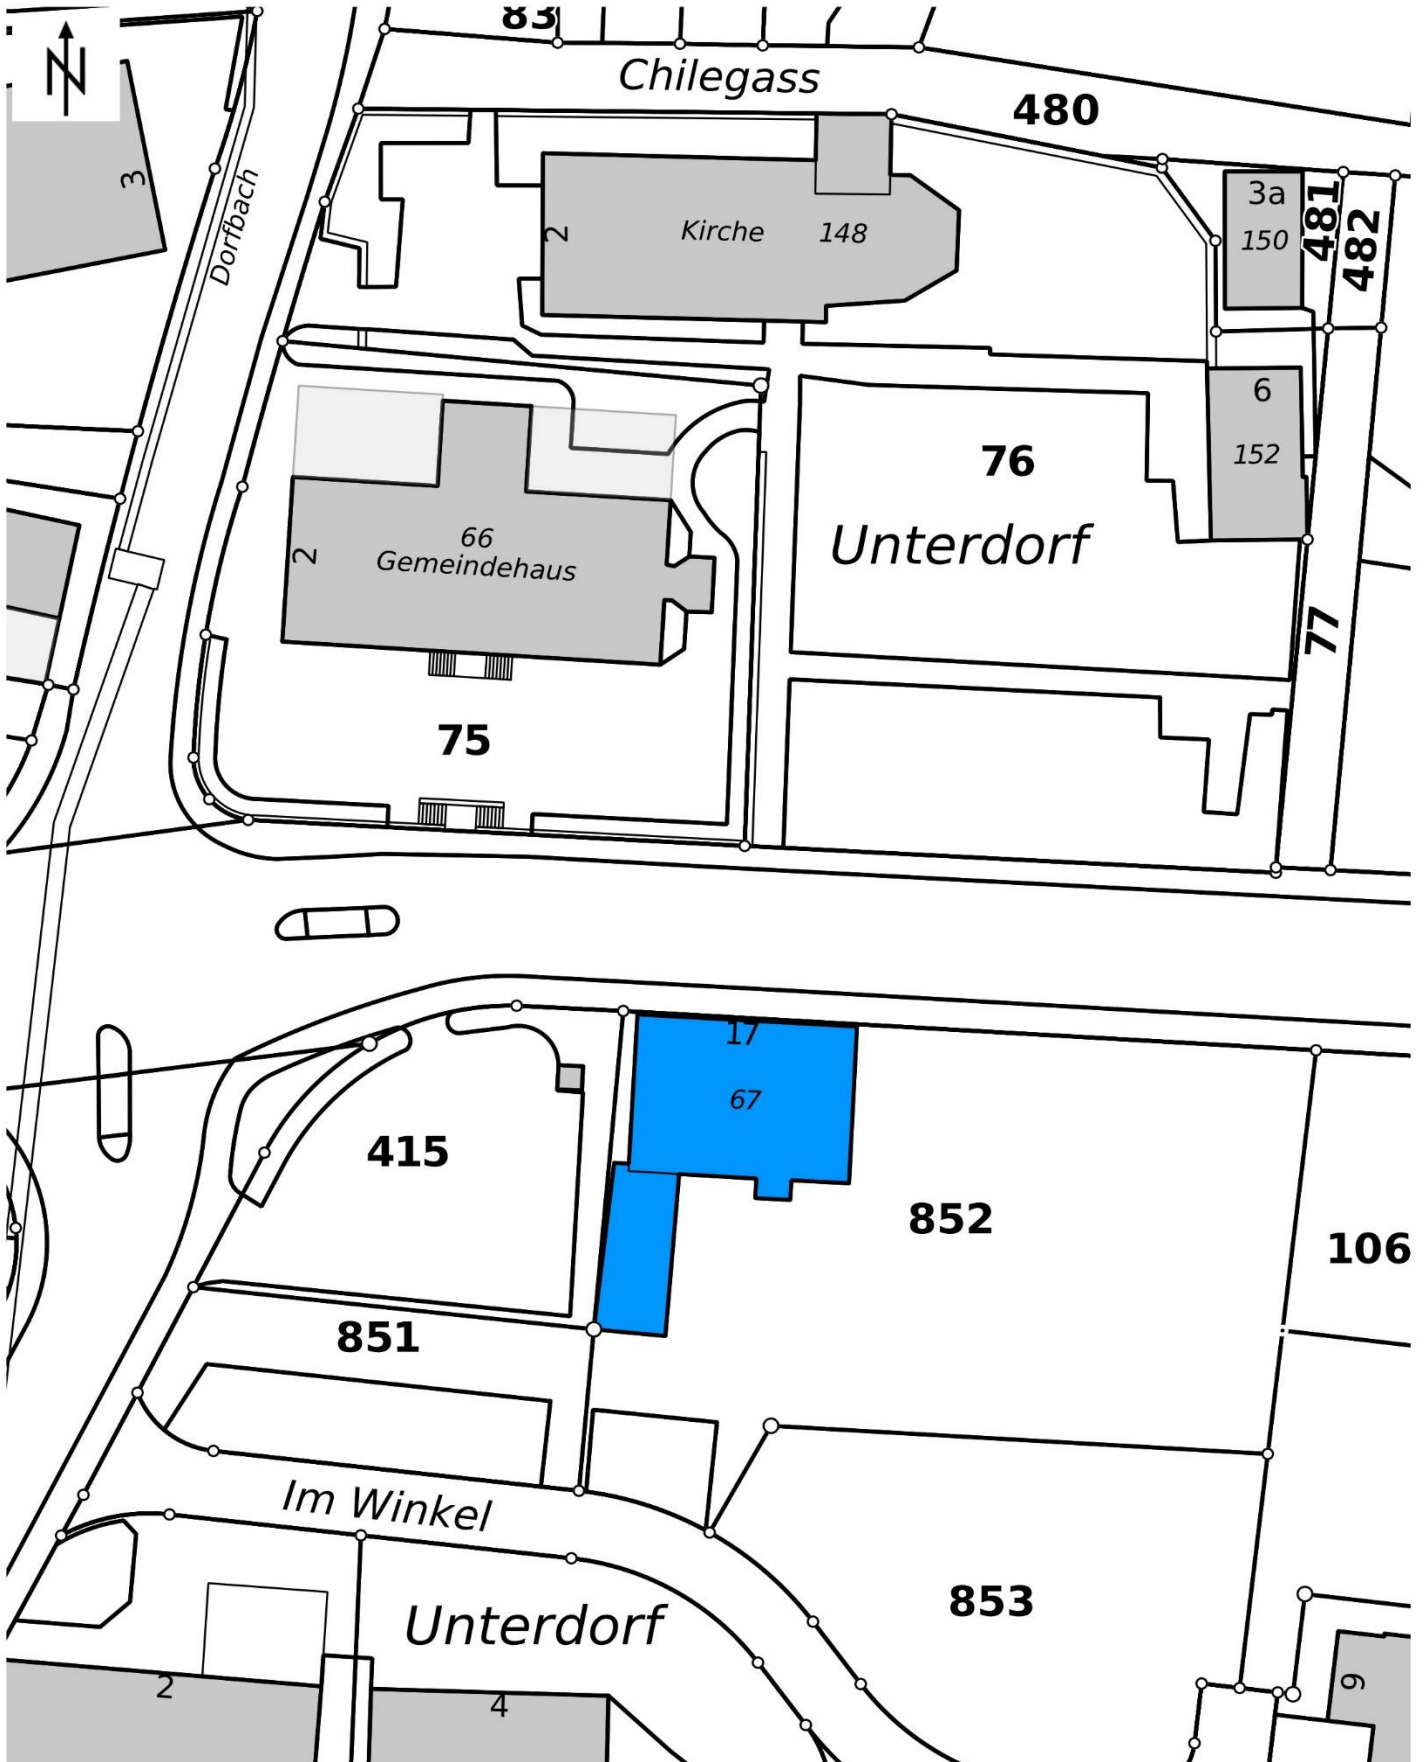 83
N
Chilegass
480
3
Dorfbach
3a
150
481
482
2
Kirche 148
6
152
76
Unterdorf
66
Gemeindehaus
2
77
75
17
67
415
852
106
851
Im Winkel
853
Unterdorf
2
4
9